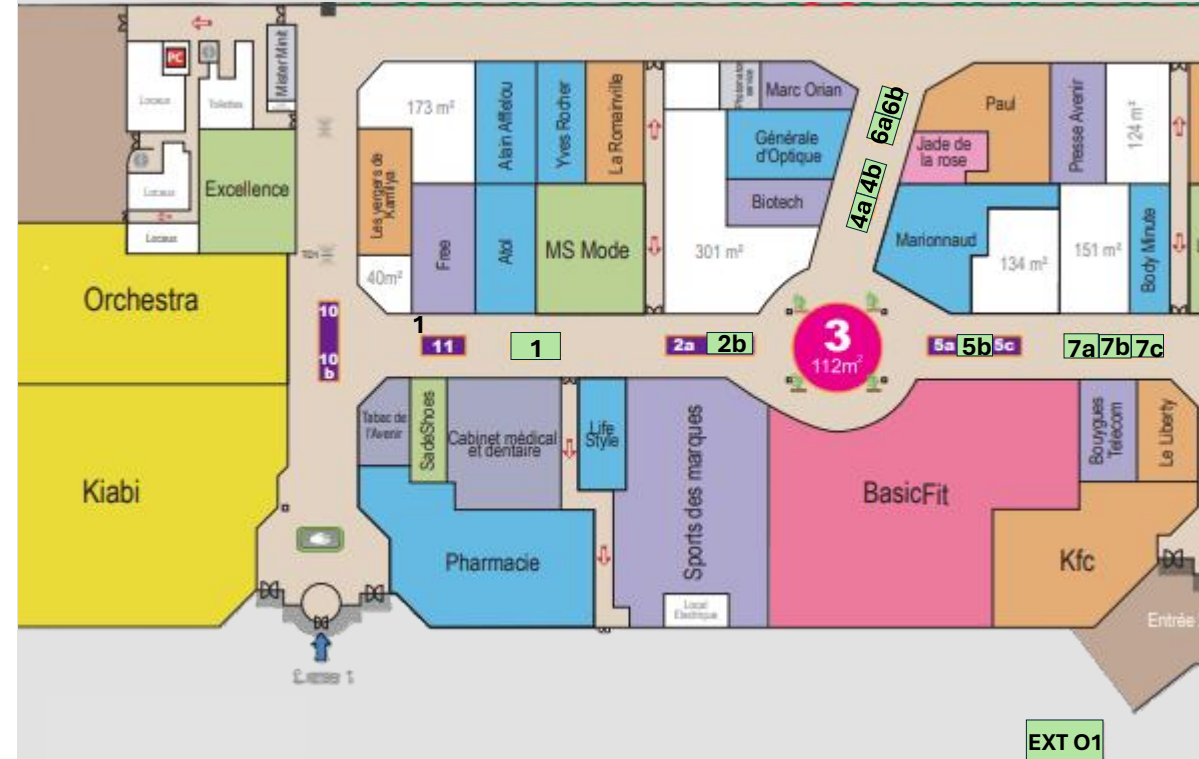 PC
Locaux
Toilettes
Mister Minit
Locaux
Locaux
Excellence
Orchestra
Kiabi
10
10
b
173 m²
Alain Afflelou
Yves Rocher
La Romainville
Les vergers de
Kamilya
40m²
Free
Atol
MS Mode
Marc Orian
Générale
d'Optique
Biotech
301 m²
6a
6b
4a
4b
Paul
Jade de
la rose
Presse Avenir
124 m²
Marionnaud
134 m²
151 m²
Body Minute
1
11
1
2a
2b
3
112m²
5a
5b
5c
7a
7b
7c
Tabac de
l'Avenir
SadeShoes
Cabinet médical
et dentaire
Life
Style
Pharmacie
Sports des marques
Local
Electrique
BasicFit
Bouygues
Telecom
Le Liberty
Kfc
Entrée
EXT O1